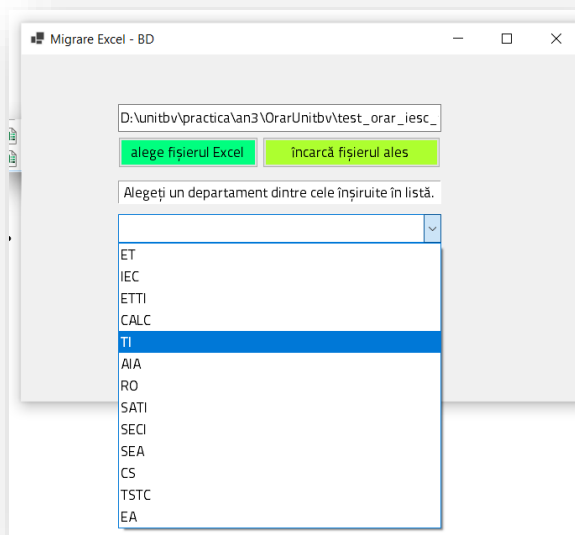 Migrare Excel - BD
D:\unitbv\practica\an3\OrarUnitbv\test_orar_iesc_
alege fișierul Excel încarcă fișierul ales
Alegeți un departament dintre cele înșiruite în listă.
ET
IEC
ETTI
CALC
TI
AIA
RO
SATI
SECI
SEA
CS
TSTC
EA